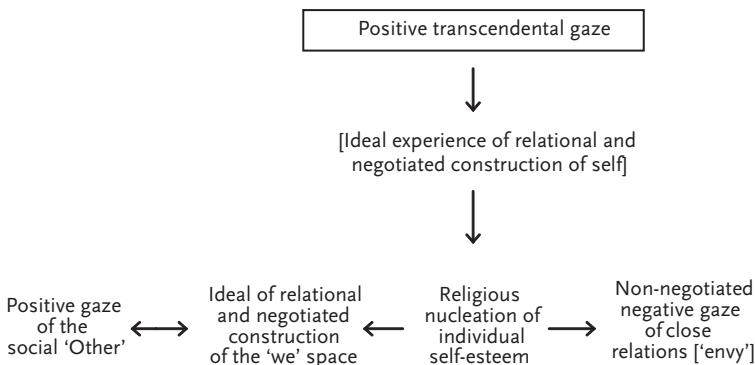 Positive transcendental gaze
[Ideal experience of relational and
negotiated construction of self]
Positive gaze
of the
social ‘Other’
Ideal of relational
and negotiated
construction
of the ‘we’ space
Religious
nucleation of
individual
self-esteem
Non-negotiated
negative gaze
of close
relations [‘envy’]